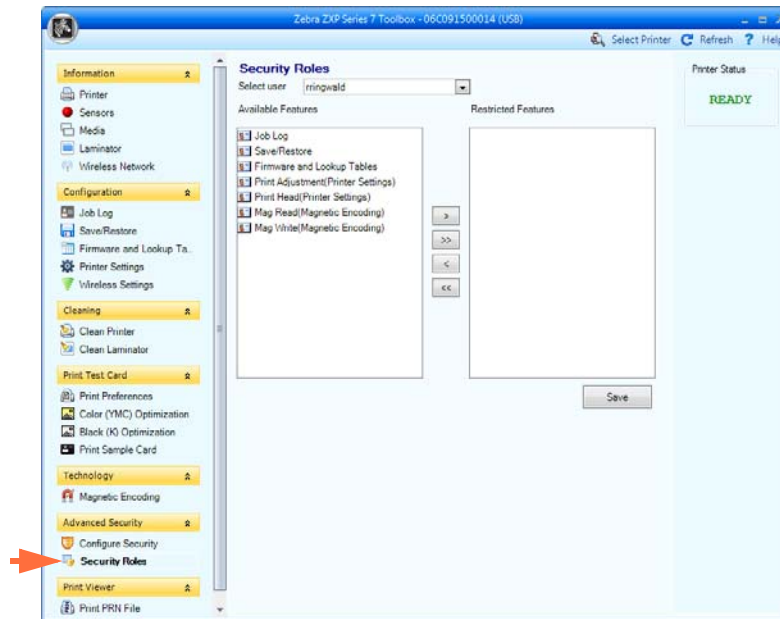 Zebra ZXP Series 7 Toolbox - 06C091500014 (USB)
Select Printer Refresh ? Help
Information
Printer
Sensors
Media
Laminator
Wireless Network
Configuration
Job Log
Save/Restore
Firmware and Lookup Ta..
Printer Settings
Wireless Settings
Cleaning
Clean Printer
Clean Laminator
Print Test Card
Print Preferences
Color (YMC) Optimization
Black (K) Optimization
Print Sample Card
Technology
Magnetic Encoding
Advanced Security
Configure Security
Security Roles
Print Viewer
Print PRN File
Security Roles
Select user rringwald
Available Features
Job Log
Save/Restore
Firmware and Lookup Tables
Print Adjustment(Printer Settings)
Print Head(Printer Settings)
Mag Read(Magnetic Encoding)
Mag Write(Magnetic Encoding)
>
>>
<
<<
Restricted Features
Save
Printer Status
READY